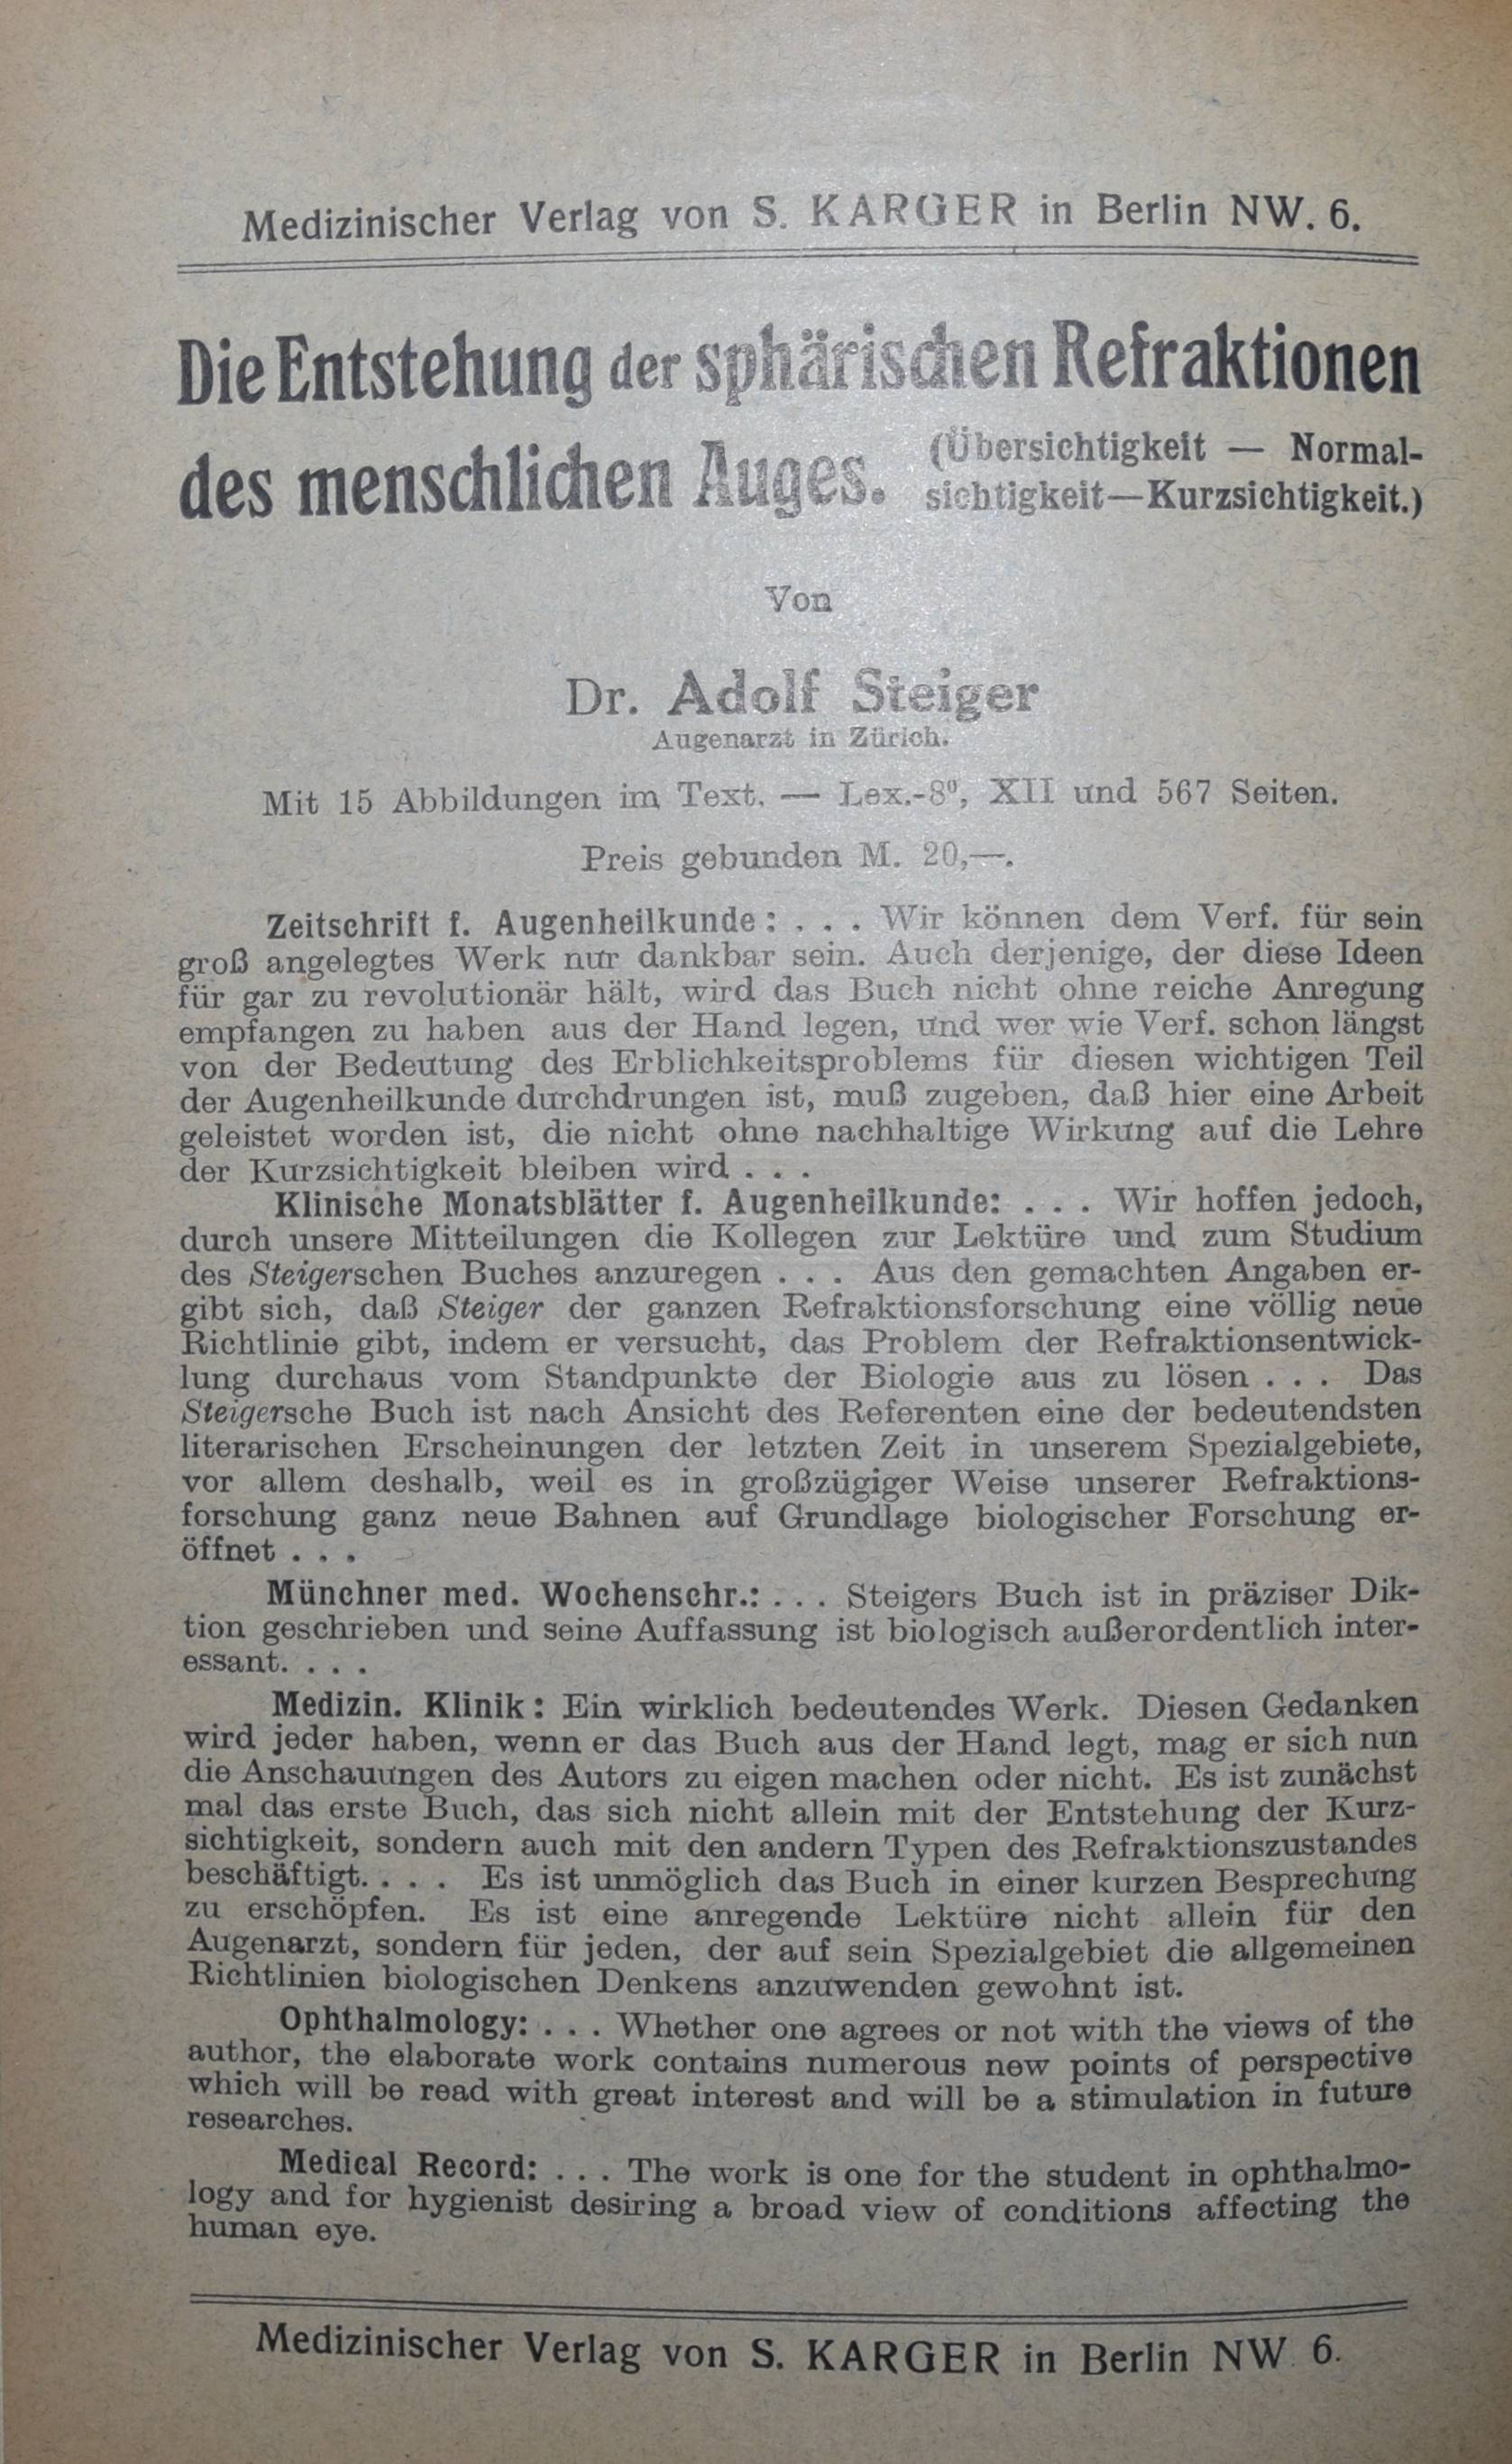 Medizinischer Verlag von S. KARGER in Berlin NW. 6.
Die Entstehung der sphärischen Refraktionen
des menschlichen Auges. (Übersichtigkeit — Normal-
sichtigkeit—Kurzsichtigkeit.)
Von
Dr. Adolf Steiger
Augenarzt in Zürich.
Mit 15 Abbildungen im Text. — Lex.-8⁰, XII und 567 Seiten.
Preis gebunden M. 20,—.
Zeitschrift f. Augenheilkunde: . . . Wir können dem Verf. für sein
groß angelegtes Werk nur dankbar sein. Auch derjenige, der diese Ideen
für gar zu revolutionär hält, wird das Buch nicht ohne reiche Anregung
empfangen zu haben aus der Hand legen, und wer wie Verf. schon längst
von der Bedeutung des Erblichkeitsproblems für diesen wichtigen Teil
der Augenheilkunde durchdrungen ist, muß zugeben, daß hier eine Arbeit
geleistet worden ist, die nicht ohne nachhaltige Wirkung auf die Lehre
der Kurzsichtigkeit bleiben wird . . .
Klinische Monatsblätter f. Augenheilkunde: . . . Wir hoffen jedoch,
durch unsere Mitteilungen die Kollegen zur Lektüre und zum Studium
des Steigerschen Buches anzuregen . . . Aus den gemachten Angaben er-
gibt sich, daß Steiger der ganzen Refraktionsforschung eine völlig neue
Richtlinie gibt, indem er versucht, das Problem der Refraktionsentwick-
lung durchaus vom Standpunkte der Biologie aus zu lösen . . . Das
Steigersche Buch ist nach Ansicht des Referenten eine der bedeutendsten
literarischen Erscheinungen der letzten Zeit in unserem Spezialgebiete,
vor allem deshalb, weil es in großzügiger Weise unserer Refraktions-
forschung ganz neue Bahnen auf Grundlage biologischer Forschung er-
öffnet . . .
Münchner med. Wochenschr.: . . . Steigers Buch ist in präziser Dik-
tion geschrieben und seine Auffassung ist biologisch außerordentlich inter-
essant. . . .
Medizin. Klinik: Ein wirklich bedeutendes Werk. Diesen Gedanken
wird jeder haben, wenn er das Buch aus der Hand legt, mag er sich nun
die Anschauungen des Autors zu eigen machen oder nicht. Es ist zunächst
mal das erste Buch, das sich nicht allein mit der Entstehung der Kurz-
sichtigkeit, sondern auch mit den andern Typen des Refraktionszustandes
beschäftigt. . . . Es ist unmöglich das Buch in einer kurzen Besprechung
zu erschöpfen. Es ist eine anregende Lektüre nicht allein für den
Augenarzt, sondern für jeden, der auf sein Spezialgebiet die allgemeinen
Richtlinien biologischen Denkens anzuwenden gewohnt ist.
Ophthalmology: . . . Whether one agrees or not with the views of the
author, the elaborate work contains numerous new points of perspective
which will be read with great interest and will be a stimulation in future
researches.
Medical Record: . . . The work is one for the student in ophthalmo-
logy and for hygienist desiring a broad view of conditions affecting the
human eye.
Medizinischer Verlag von S. KARGER in Berlin NW. 6.